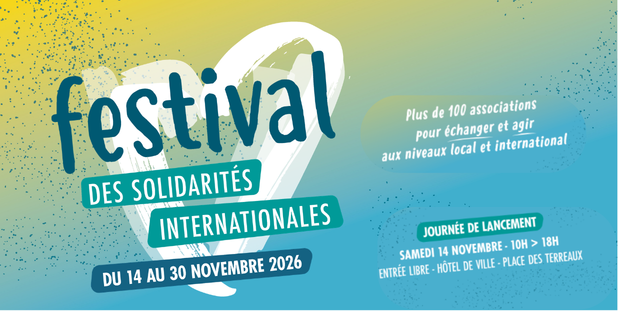 festival
DES SOLIDARITÉS
INTERNATIONALES
DU 14 AU 30 NOVEMBRE 2026
Plus de 100 associations
pour échanger et agir
aux niveaux local et international
JOURNÉE DE LANCEMENT
SAMEDI 14 NOVEMBRE - 10H > 18H
ENTRÉE LIBRE - HÔTEL DE VILLE - PLACE DES TERREAUX